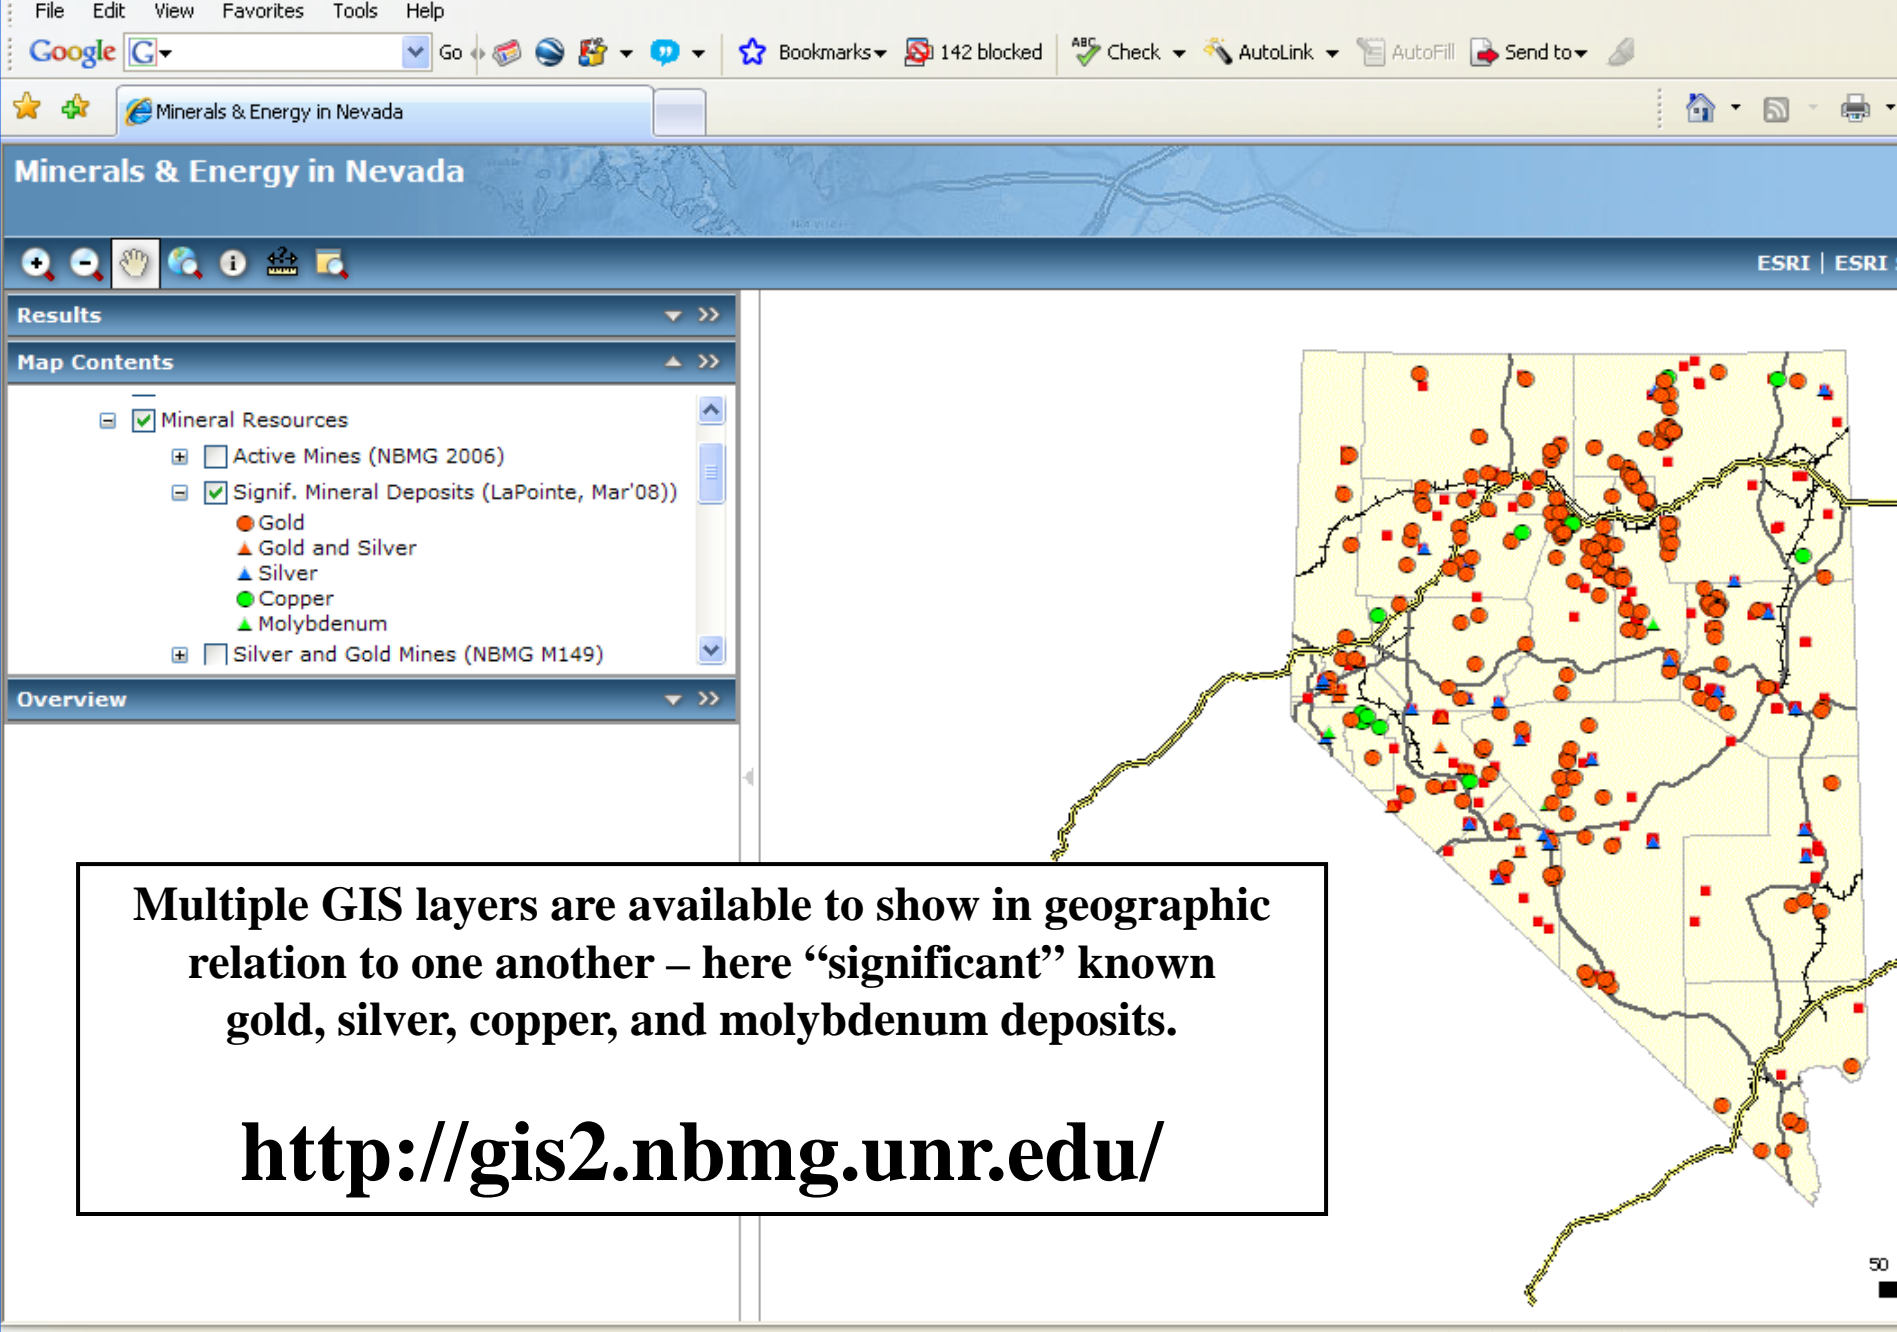 File Edit View Favorites Tools Help
Google G Go Bookmarks 142 blocked ABC Check AutoLink AutoFill Send to
Minerals & Energy in Nevada
Minerals & Energy in Nevada
ESRI | ESRI
Results
Map Contents
Mineral Resources
Active Mines (NBMG 2006)
Signif. Mineral Deposits (LaPointe, Mar'08))
Gold
Gold and Silver
Silver
Copper
Molybdenum
Silver and Gold Mines (NBMG M149)
Overview
Multiple GIS layers are available to show in geographic
relation to one another – here “significant” known
gold, silver, copper, and molybdenum deposits.
http://gis2.nbmg.unr.edu/
50